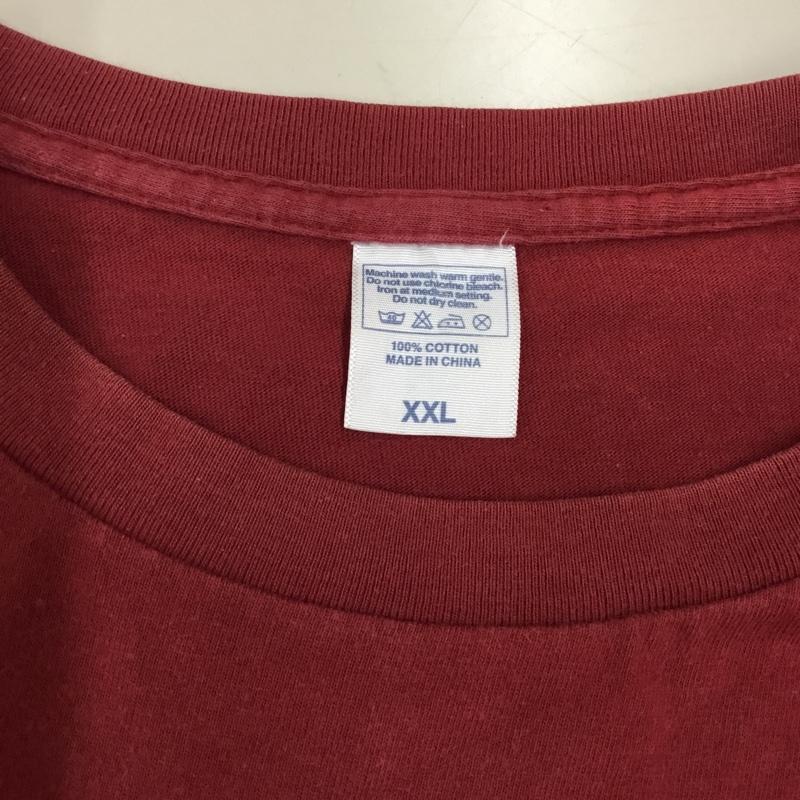 Machine wash warm gentle.
Do not use chlorine bleach.
Iron at medium setting.
Do not dry clean.
40
100% COTTON
MADE IN CHINA
XXL